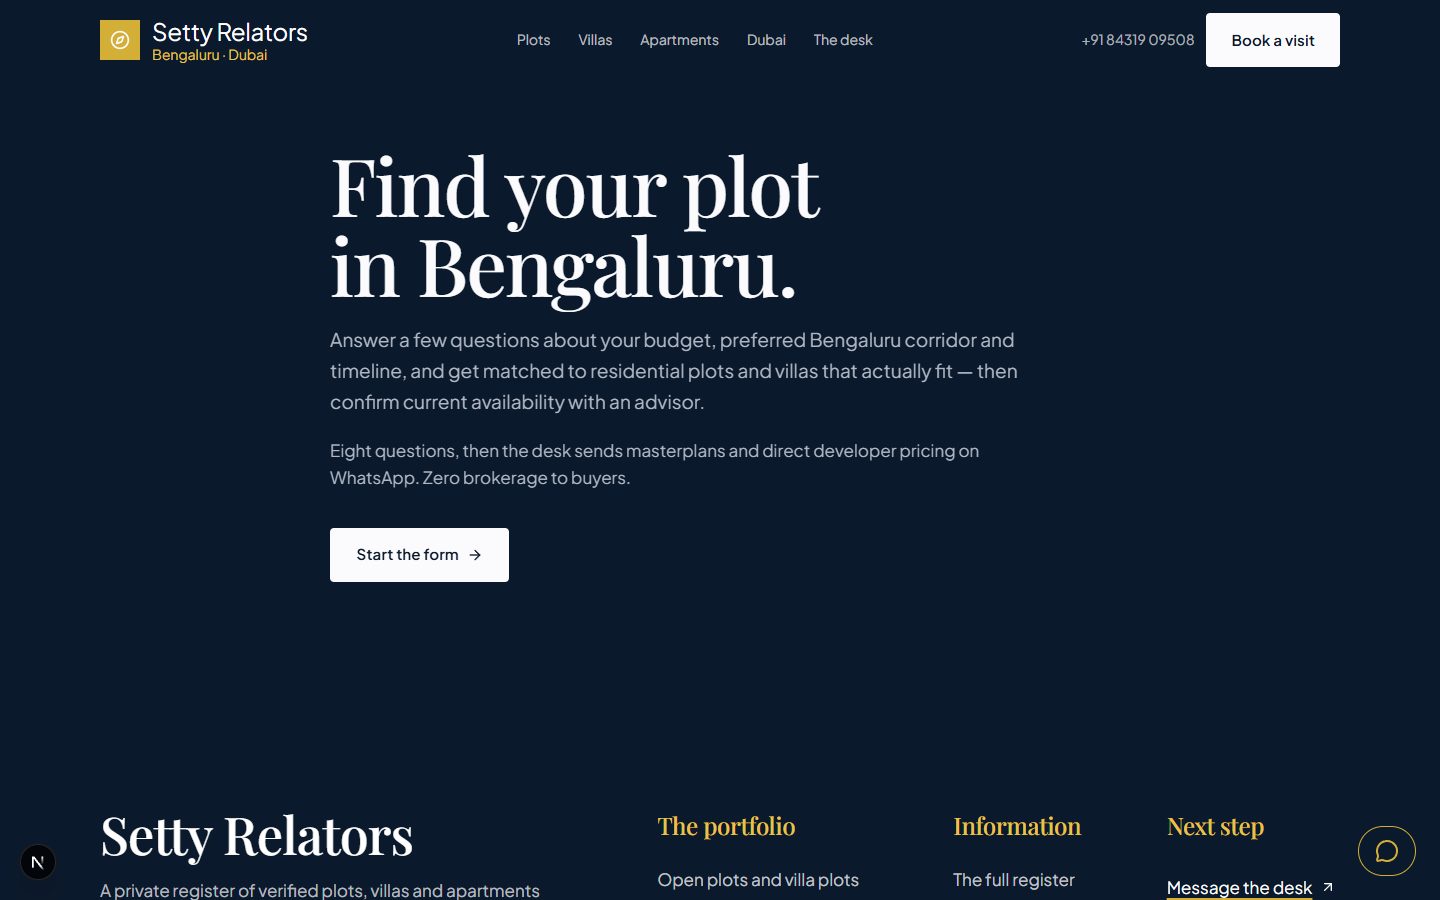 Setty Relators
Bengaluru · Dubai
Plots
Villas
Apartments
Dubai
The desk
+91 84319 09508
Book a visit
Find your plot
in Bengaluru.
Answer a few questions about your budget, preferred Bengaluru corridor and
timeline, and get matched to residential plots and villas that actually fit — then
confirm current availability with an advisor.
Eight questions, then the desk sends masterplans and direct developer pricing on
WhatsApp. Zero brokerage to buyers.
Start the form →
Setty Relators
A private register of verified plots, villas and apartments
The portfolio
Open plots and villa plots
Information
The full register
Next step
Message the desk
N